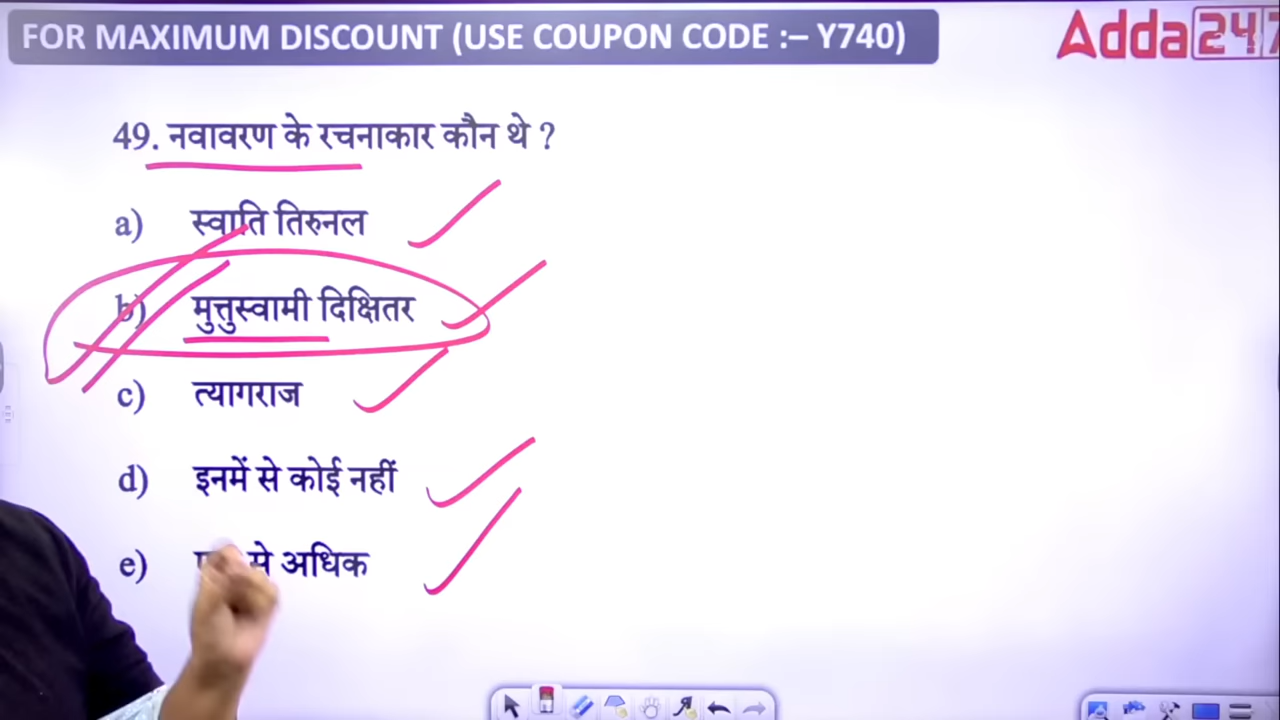 FOR MAXIMUM DISCOUNT (USE COUPON CODE :– Y740)
Adda247
49. नवावरण के रचनाकार कौन थे ?
a) स्वाति तिरुनल
b) मुत्तुस्वामी दिक्षितर
c) त्यागराज
d) इनमें से कोई नहीं
e) से अधिक